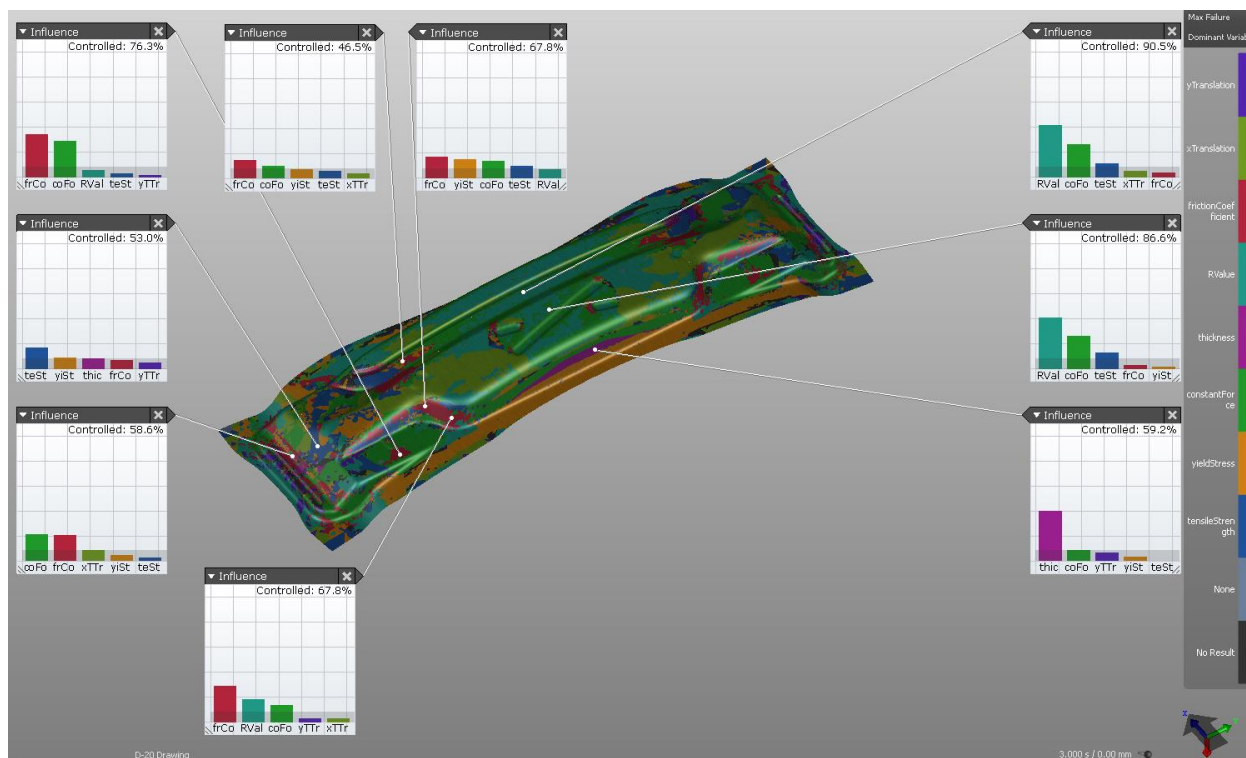 Influence
Controlled: 76.3%
frCo coFo RVal teSt yTTr
Influence
Controlled: 46.5%
frCo coFo yiSt teSt xTTr
Influence
Controlled: 67.8%
frCo yiSt coFo teSt RVal
Influence
Controlled: 90.5%
RVal coFo teSt xTTr frCo
Influence
Controlled: 53.0%
teSt yiSt thic frCo yTTr
Influence
Controlled: 86.6%
RVal coFo teSt frCo yiSt
Influence
Controlled: 58.6%
coFo frCo xTTr yiSt teSt
Influence
Controlled: 59.2%
thic coFo yTTr yiSt teSt
Influence
Controlled: 67.8%
frCo RVal coFo yTTr xTTr
Max Failure
Dominant Variab
yTranslation
xTranslation
frictionCoef
ficient
RValue
thickness
constantFor
ce
yieldStress
tensileStren
gth
None
No Result
D-20 Drawing
3.000 s / 0.00 mm